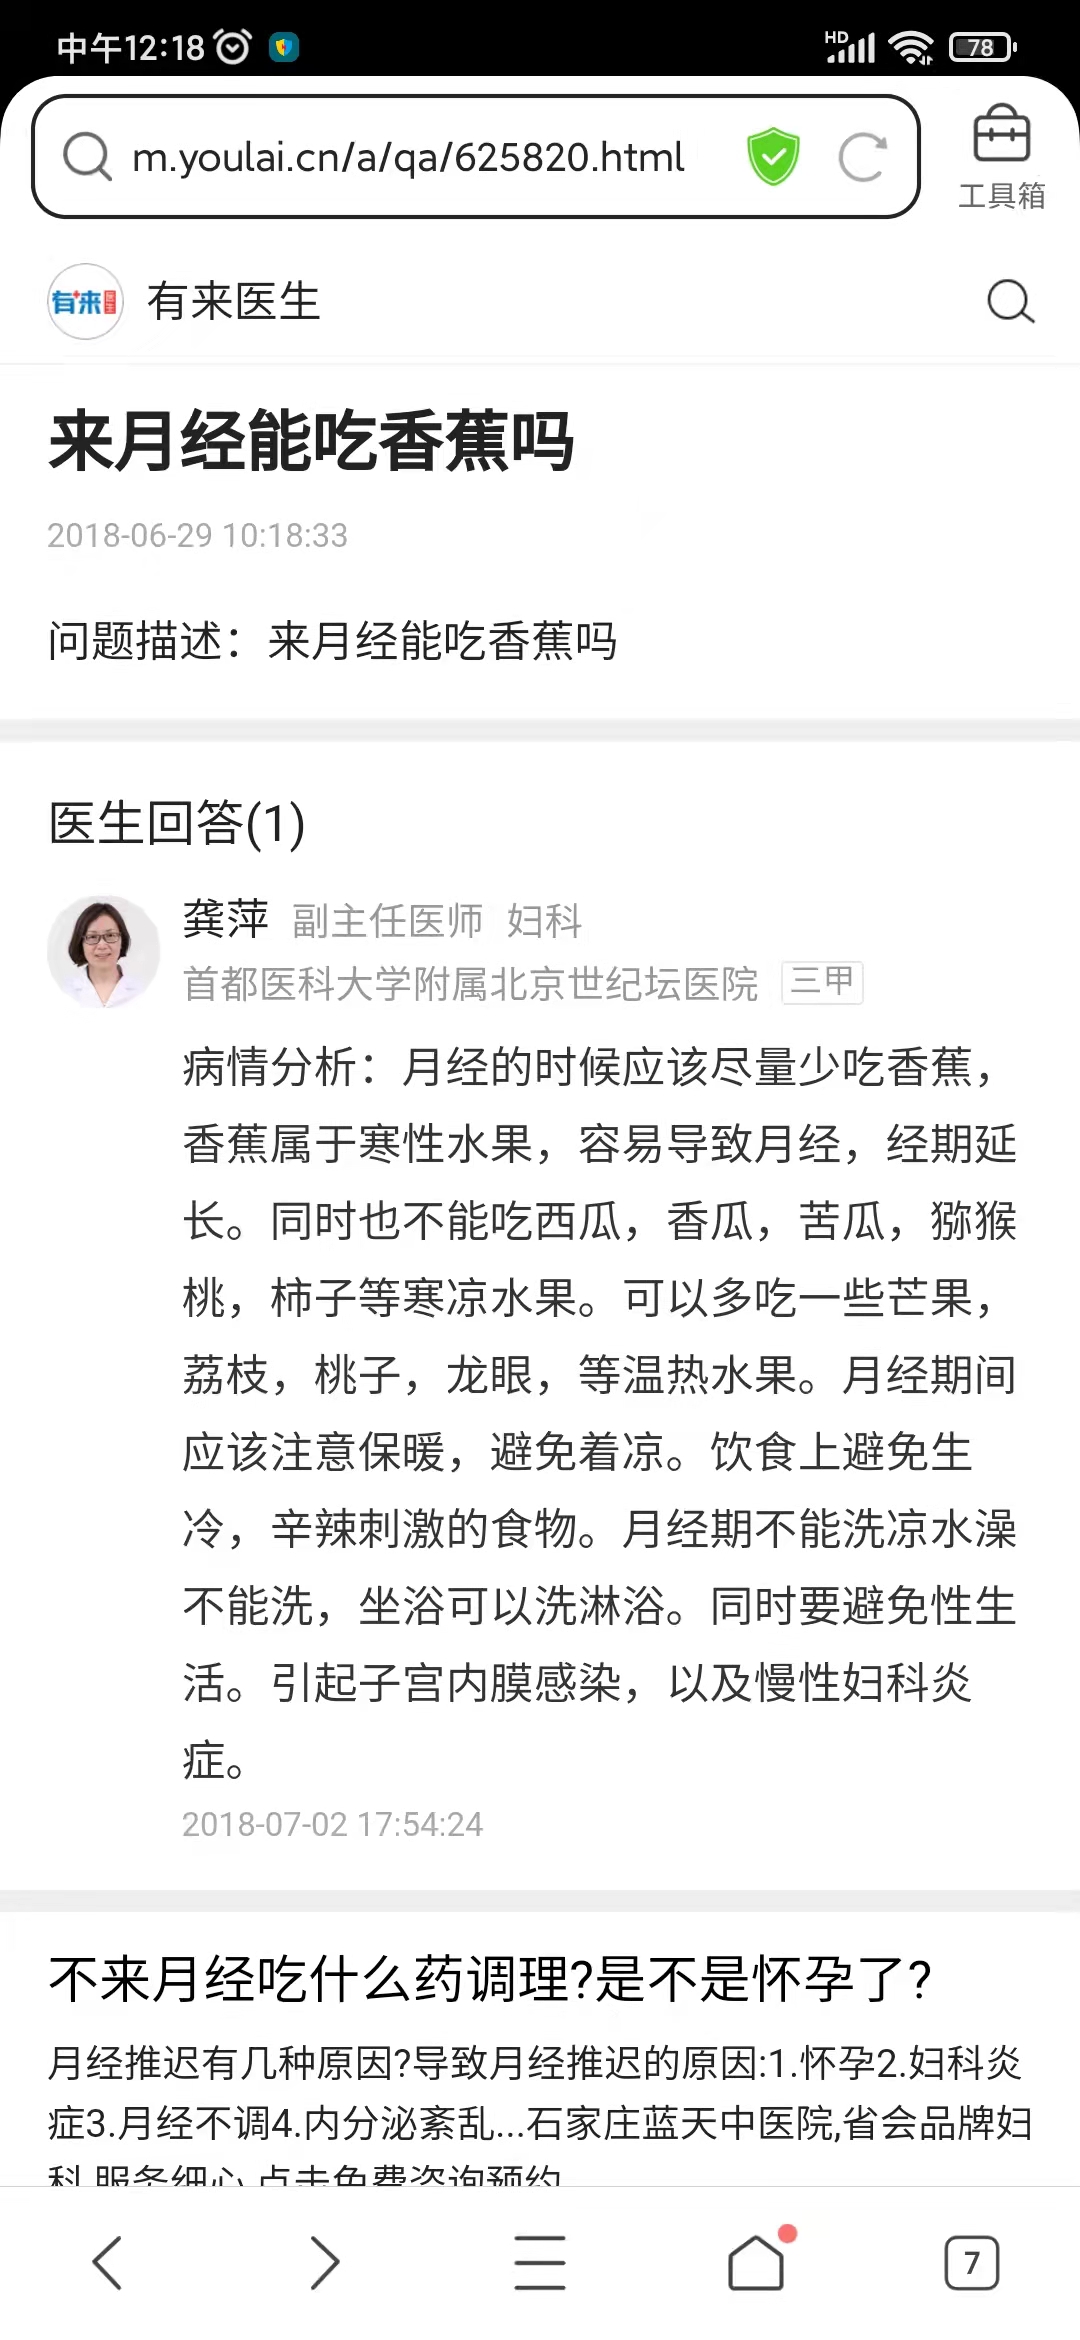 中午12:18
HD
78
m.youlai.cn/a/qa/625820.html
工具箱
有来医生
有来医生
来月经能吃香蕉吗
2018-06-29 10:18:33
问题描述：来月经能吃香蕉吗
医生回答(1)
龚萍 副主任医师 妇科
首都医科大学附属北京世纪坛医院 三甲
病情分析：月经的时候应该尽量少吃香蕉，
香蕉属于寒性水果，容易导致月经，经期延
长。同时也不能吃西瓜，香瓜，苦瓜，猕猴
桃，柿子等寒凉水果。可以多吃一些芒果，
荔枝，桃子，龙眼，等温热水果。月经期间
应该注意保暖，避免着凉。饮食上避免生
冷，辛辣刺激的食物。月经期不能洗凉水澡
不能洗，坐浴可以洗淋浴。同时要避免性生
活。引起子宫内膜感染，以及慢性妇科炎
症。
2018-07-02 17:54:24
不来月经吃什么药调理?是不是怀孕了?
月经推迟有几种原因?导致月经推迟的原因:1.怀孕2.妇科炎
症3.月经不调4.内分泌紊乱...石家庄蓝天中医院,省会品牌妇
科,服务细心,点击免费咨询预约
7